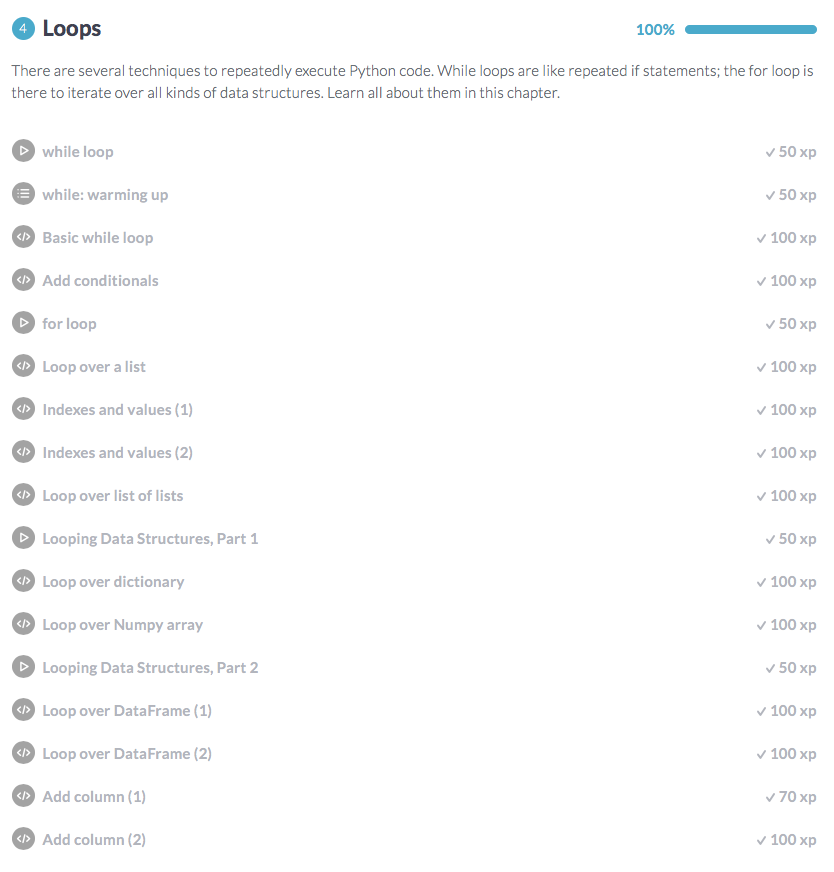 4 Loops 100%
There are several techniques to repeatedly execute Python code. While loops are like repeated if statements; the for loop is
there to iterate over all kinds of data structures. Learn all about them in this chapter.
while loop ✓ 50 xp
while: warming up ✓ 50 xp
</> Basic while loop ✓ 100 xp
</> Add conditionals ✓ 100 xp
for loop ✓ 50 xp
</> Loop over a list ✓ 100 xp
</> Indexes and values (1) ✓ 100 xp
</> Indexes and values (2) ✓ 100 xp
</> Loop over list of lists ✓ 100 xp
Looping Data Structures, Part 1 ✓ 50 xp
</> Loop over dictionary ✓ 100 xp
</> Loop over Numpy array ✓ 100 xp
Looping Data Structures, Part 2 ✓ 50 xp
</> Loop over DataFrame (1) ✓ 100 xp
</> Loop over DataFrame (2) ✓ 100 xp
</> Add column (1) ✓ 70 xp
</> Add column (2) ✓ 100 xp